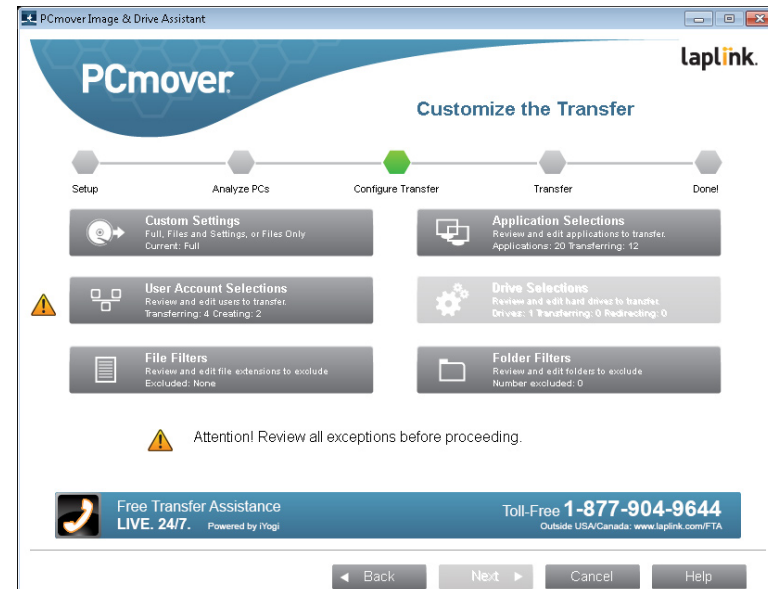 PCmover Image & Drive Assistant
PCmover
laplink.
Customize the Transfer
Setup
Analyze PCs
Configure Transfer
Transfer
Done!
Custom Settings
Full, Files and Settings, or Files Only
Current: Full
Application Selections
Review and edit applications to transfer.
Applications: 20 Transferring: 12
User Account Selections
Review and edit users to transfer.
Transferring: 4 Creating: 2
Drive Selections
Review and edit hard drives to transfer.
Drives: 1 Transferring: 0 Redirecting: 0
File Filters
Review and edit file extensions to exclude
Excluded: None
Folder Filters
Review and edit folders to exclude
Number excluded: 0
Attention! Review all exceptions before proceeding.
Free Transfer Assistance
LIVE. 24/7. Powered by iYogi
Toll-Free 1-877-904-9644
Outside USA/Canada: www.laplink.com/FTA
Back
Next
Cancel
Help